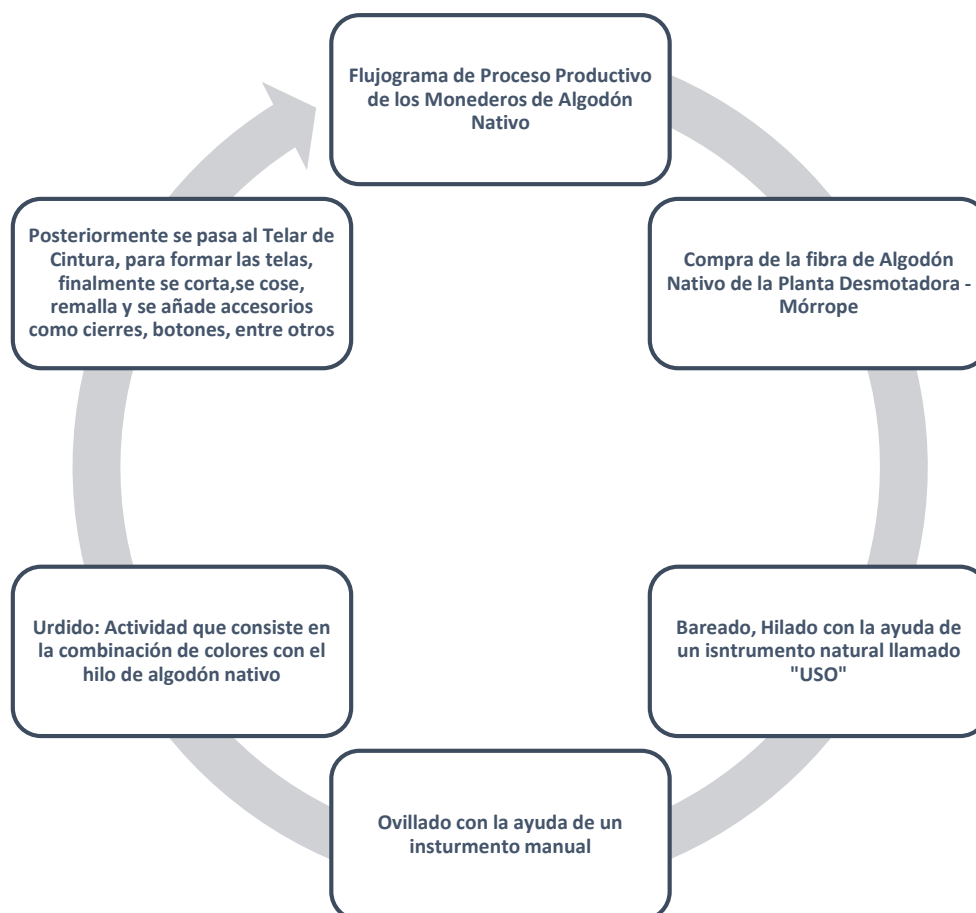 Flujograma de Proceso Productivo
de los Monederos de Algodón
Nativo
Compra de la fibra de Algodón
Nativo de la Planta Desmotadora -
Mórrope
Bareado, Hilado con la ayuda de
un isntrumento natural llamado
"USO"
Ovillado con la ayuda de un
insturmento manual
Urdido: Actividad que consiste en
la combinación de colores con el
hilo de algodón nativo
Posteriormente se pasa al Telar de
Cintura, para formar las telas,
finalmente se corta,se cose,
remalla y se añade accesorios
como cierres, botones, entre otros